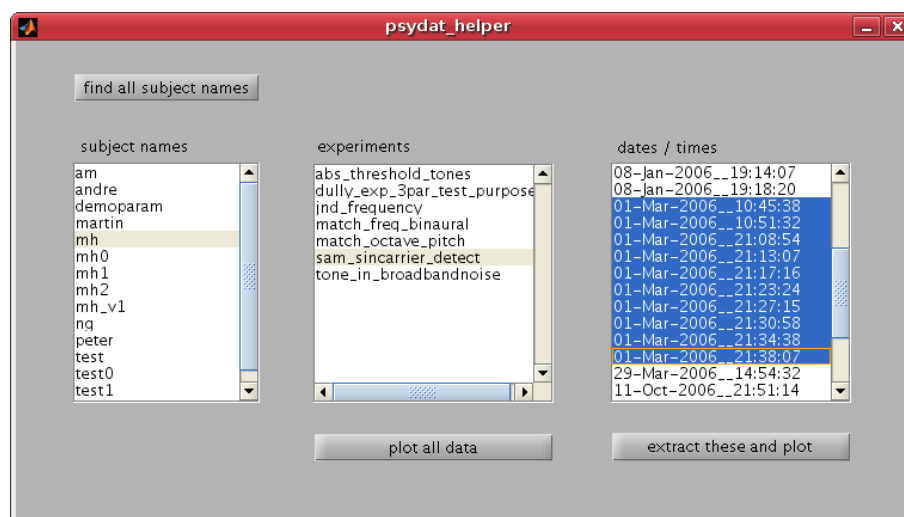 psydat_helper
find all subject names
subject names
am
andre
demoparam
martin
mh
mh0
mh1
mh2
mh_v1
ng
peter
test
test0
test1
experiments
abs_threshold_tones
dully_exp_3par_test_purpose
jnd_frequency
match_freq_binaural
match_octave_pitch
sam_sincarrier_detect
tone_in_broadbandnoise
plot all data
dates / times
08-Jan-2006__19:14:07
08-Jan-2006__19:18:20
01-Mar-2006__10:45:38
01-Mar-2006__10:51:32
01-Mar-2006__21:08:54
01-Mar-2006__21:13:07
01-Mar-2006__21:17:16
01-Mar-2006__21:23:24
01-Mar-2006__21:27:15
01-Mar-2006__21:30:58
01-Mar-2006__21:34:38
01-Mar-2006__21:38:07
29-Mar-2006__14:54:32
11-Oct-2006__21:51:14
extract these and plot